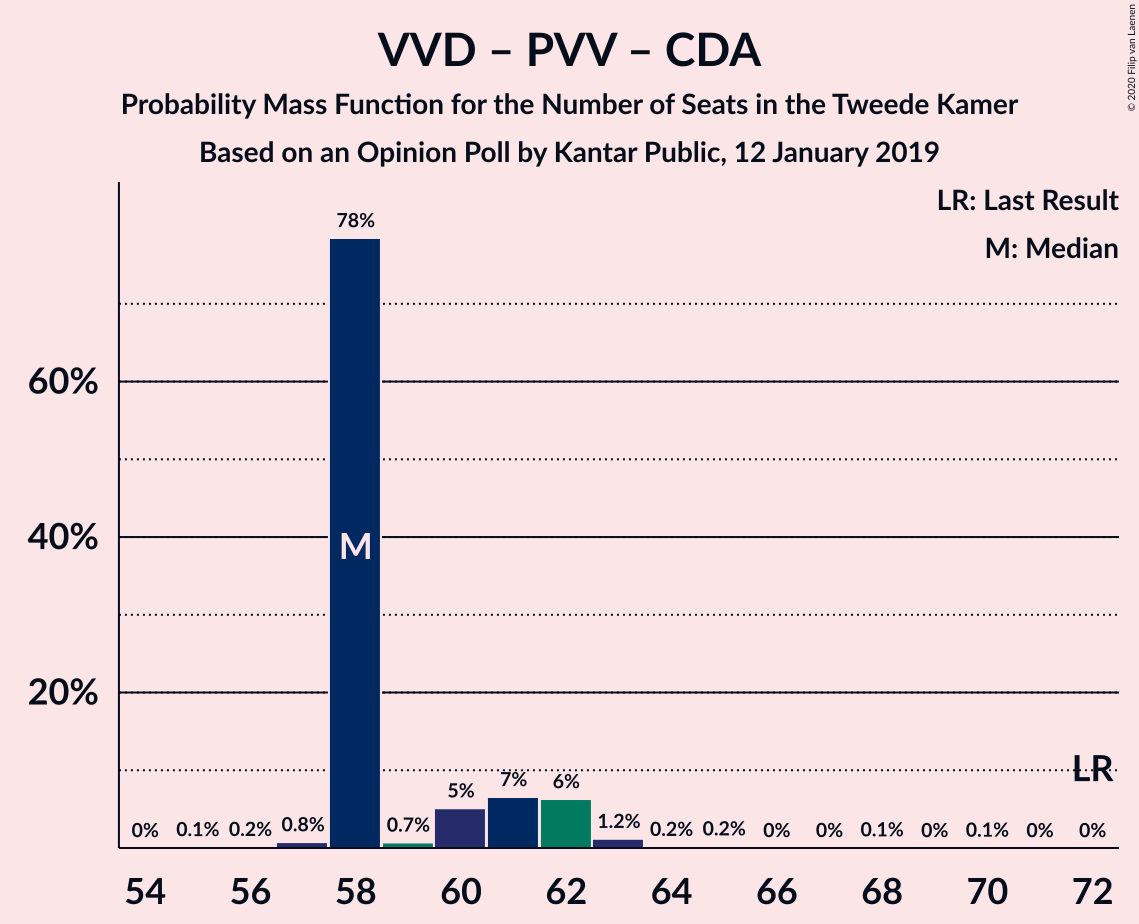 VVD – PVV – CDA
Probability Mass Function for the Number of Seats in the Tweede Kamer
Based on an Opinion Poll by Kantar Public, 12 January 2019
© 2020 Filip van Laenen
LR: Last Result
M: Median
78%
60%
M
40%
20%
LR
0% 0.1% 0.2% 0.8% 0.7% 5% 7% 6% 1.2% 0.2% 0.2% 0% 0% 0.1% 0% 0.1% 0% 0%
54 56 58 60 62 64 66 68 70 72